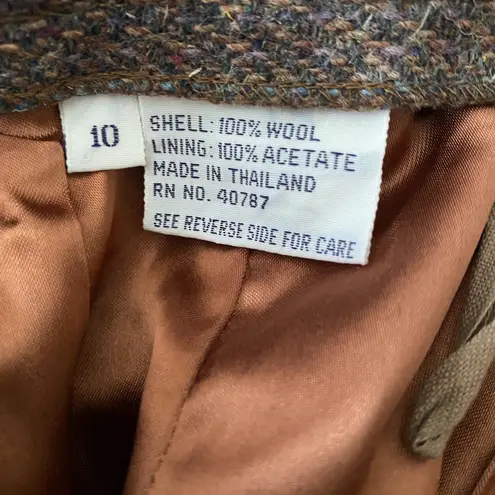 10
SHELL: 100% WOOL
LINING: 100% ACETATE
MADE IN THAILAND
RN NO. 40787
SEE REVERSE SIDE FOR CARE